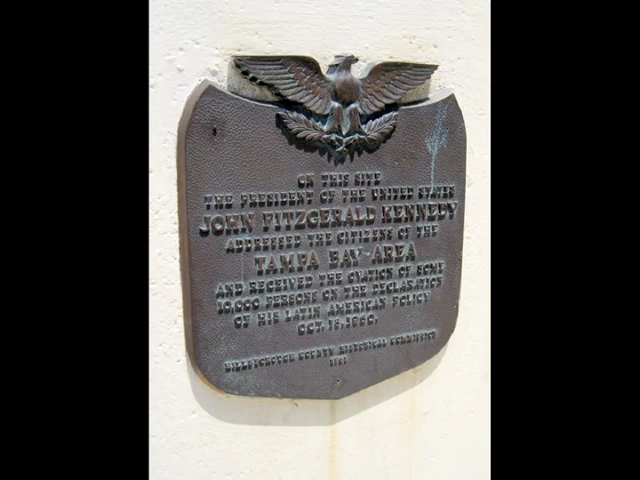 ON THIS SITE
THE PRESIDENT OF THE UNITED STATES
JOHN FITZGERALD KENNEDY
ADDRESSED THE CITIZENS OF THE
TAMPA BAY AREA
AND RECEIVED THE OVATION OF SOME
10,000 PERSONS ON THE DECLARATION
OF HIS LATIN AMERICAN POLICY
OCT. 18, 1960.
HILLSBOROUGH COUNTY HISTORICAL COMMISSION